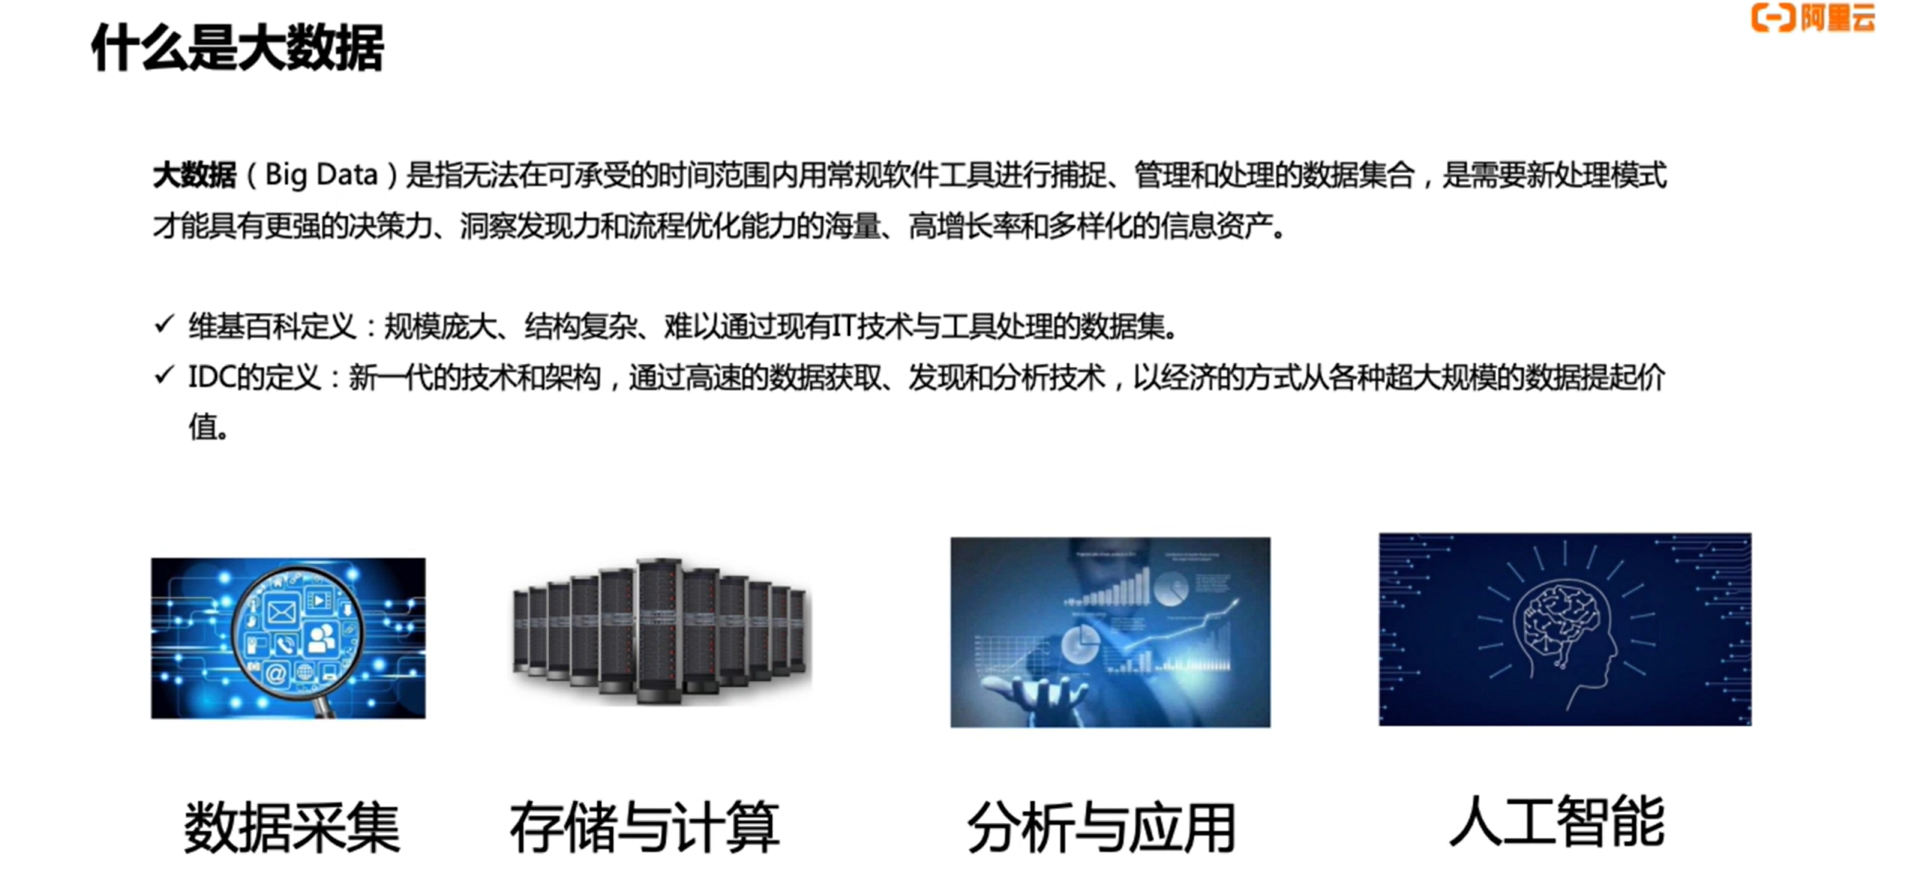 什么是大数据
阿里云
大数据（Big Data）是指无法在可承受的时间范围内用常规软件工具进行捕捉、管理和处理的数据集合，是需要新处理模式
才能具有更强的决策力、洞察发现力和流程优化能力的海量、高增长率和多样化的信息资产。
✓ 维基百科定义：规模庞大、结构复杂、难以通过现有IT技术与工具处理的数据集。
✓ IDC的定义：新一代的技术和架构，通过高速的数据获取、发现和分析技术，以经济的方式从各种超大规模的数据提起价
值。
数据采集
存储与计算
分析与应用
人工智能